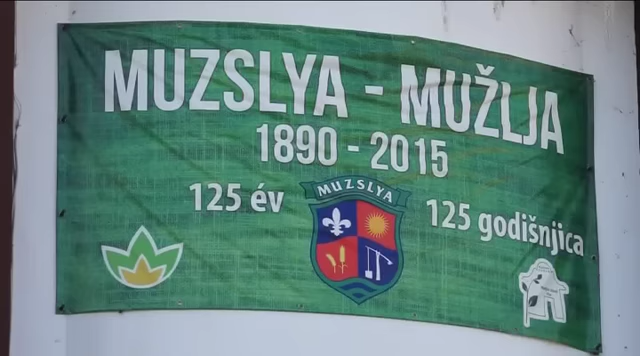 MUZSLYA - MUŽLJA
1890 - 2015
125 év
MUZSLYA
125 godišnjica